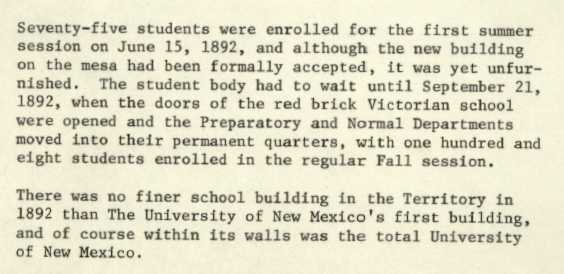 Seventy-five students were enrolled for the first summer
session on June 15, 1892, and although the new building
on the mesa had been formally accepted, it was yet unfur-
nished.  The student body had to wait until September 21,
1892, when the doors of the red brick Victorian school
were opened and the Preparatory and Normal Departments
moved into their permanent quarters, with one hundred and
eight students enrolled in the regular Fall session.

There was no finer school building in the Territory in
1892 than The University of New Mexico's first building,
and of course within its walls was the total University
of New Mexico.